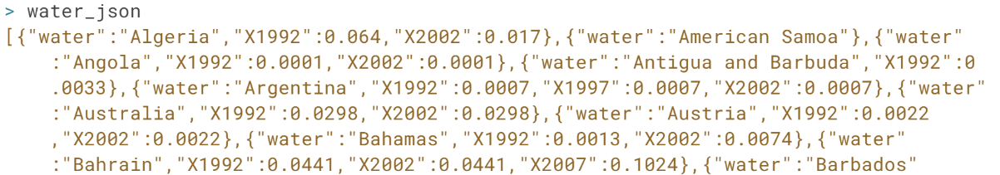 > water_json
[{"water":"Algeria","X1992":0.064,"X2002":0.017},{"water":"American Samoa"},{"water"
:"Angola","X1992":0.0001,"X2002":0.0001},{"water":"Antigua and Barbuda","X1992":0
.0033},{"water":"Argentina","X1992":0.0007,"X1997":0.0007,"X2002":0.0007},{"water"
:"Australia","X1992":0.0298,"X2002":0.0298},{"water":"Austria","X1992":0.0022
,"X2002":0.0022},{"water":"Bahamas","X1992":0.0013,"X2002":0.0074},{"water"
:"Bahrain","X1992":0.0441,"X2002":0.0441,"X2007":0.1024},{"water":"Barbados"